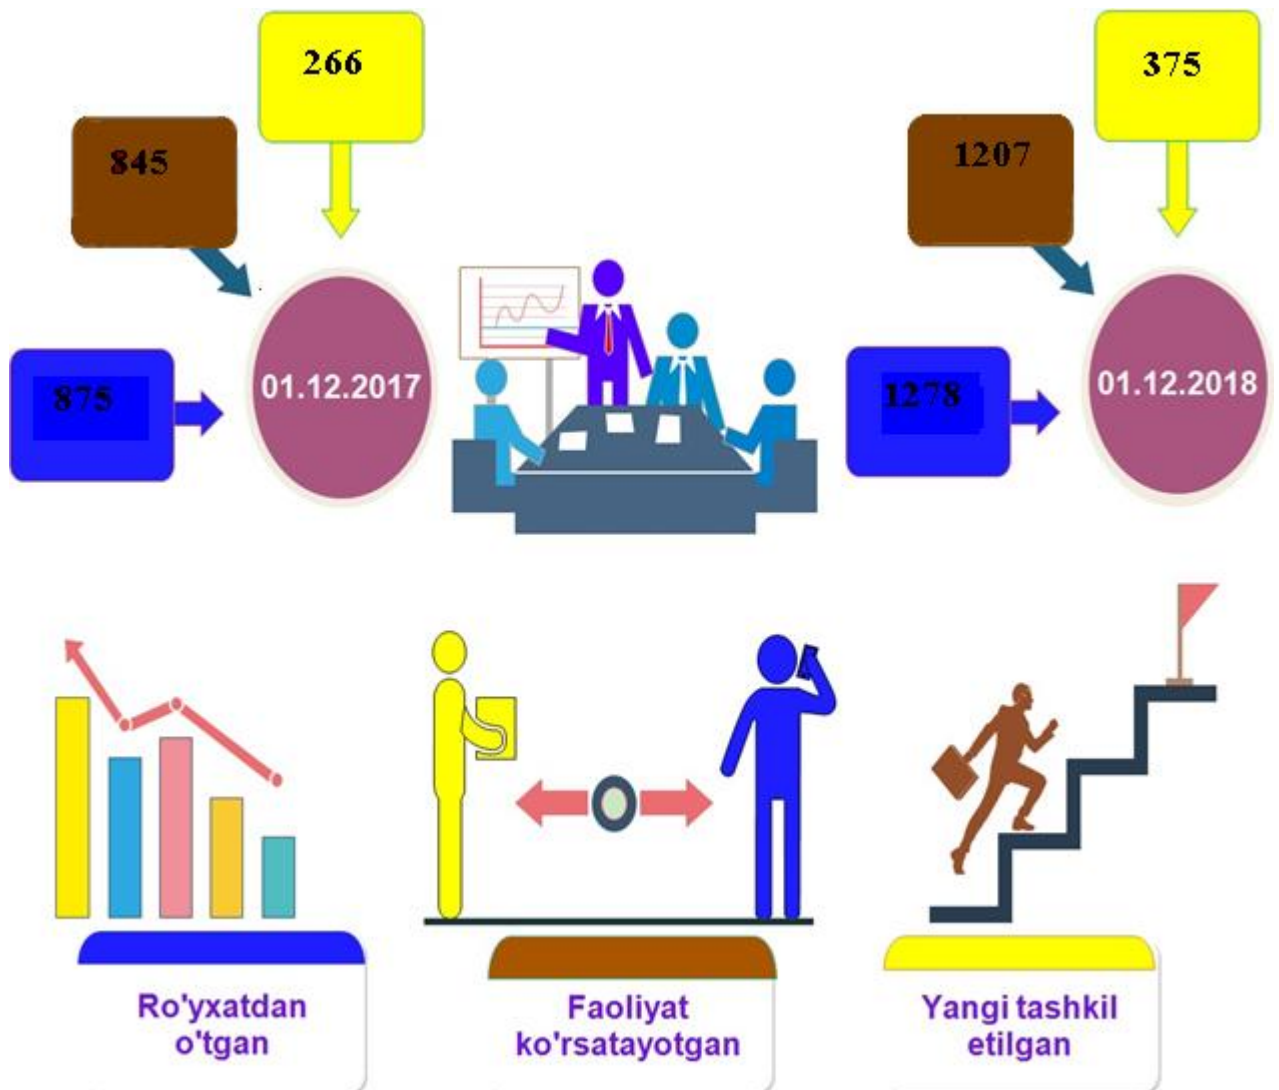 266
375
845
1207
875
01.12.2017
1278
01.12.2018
Ro'yxatdan
o'tgan
Faoliyat
ko'rsatayotgan
Yangi tashkil
etilgan